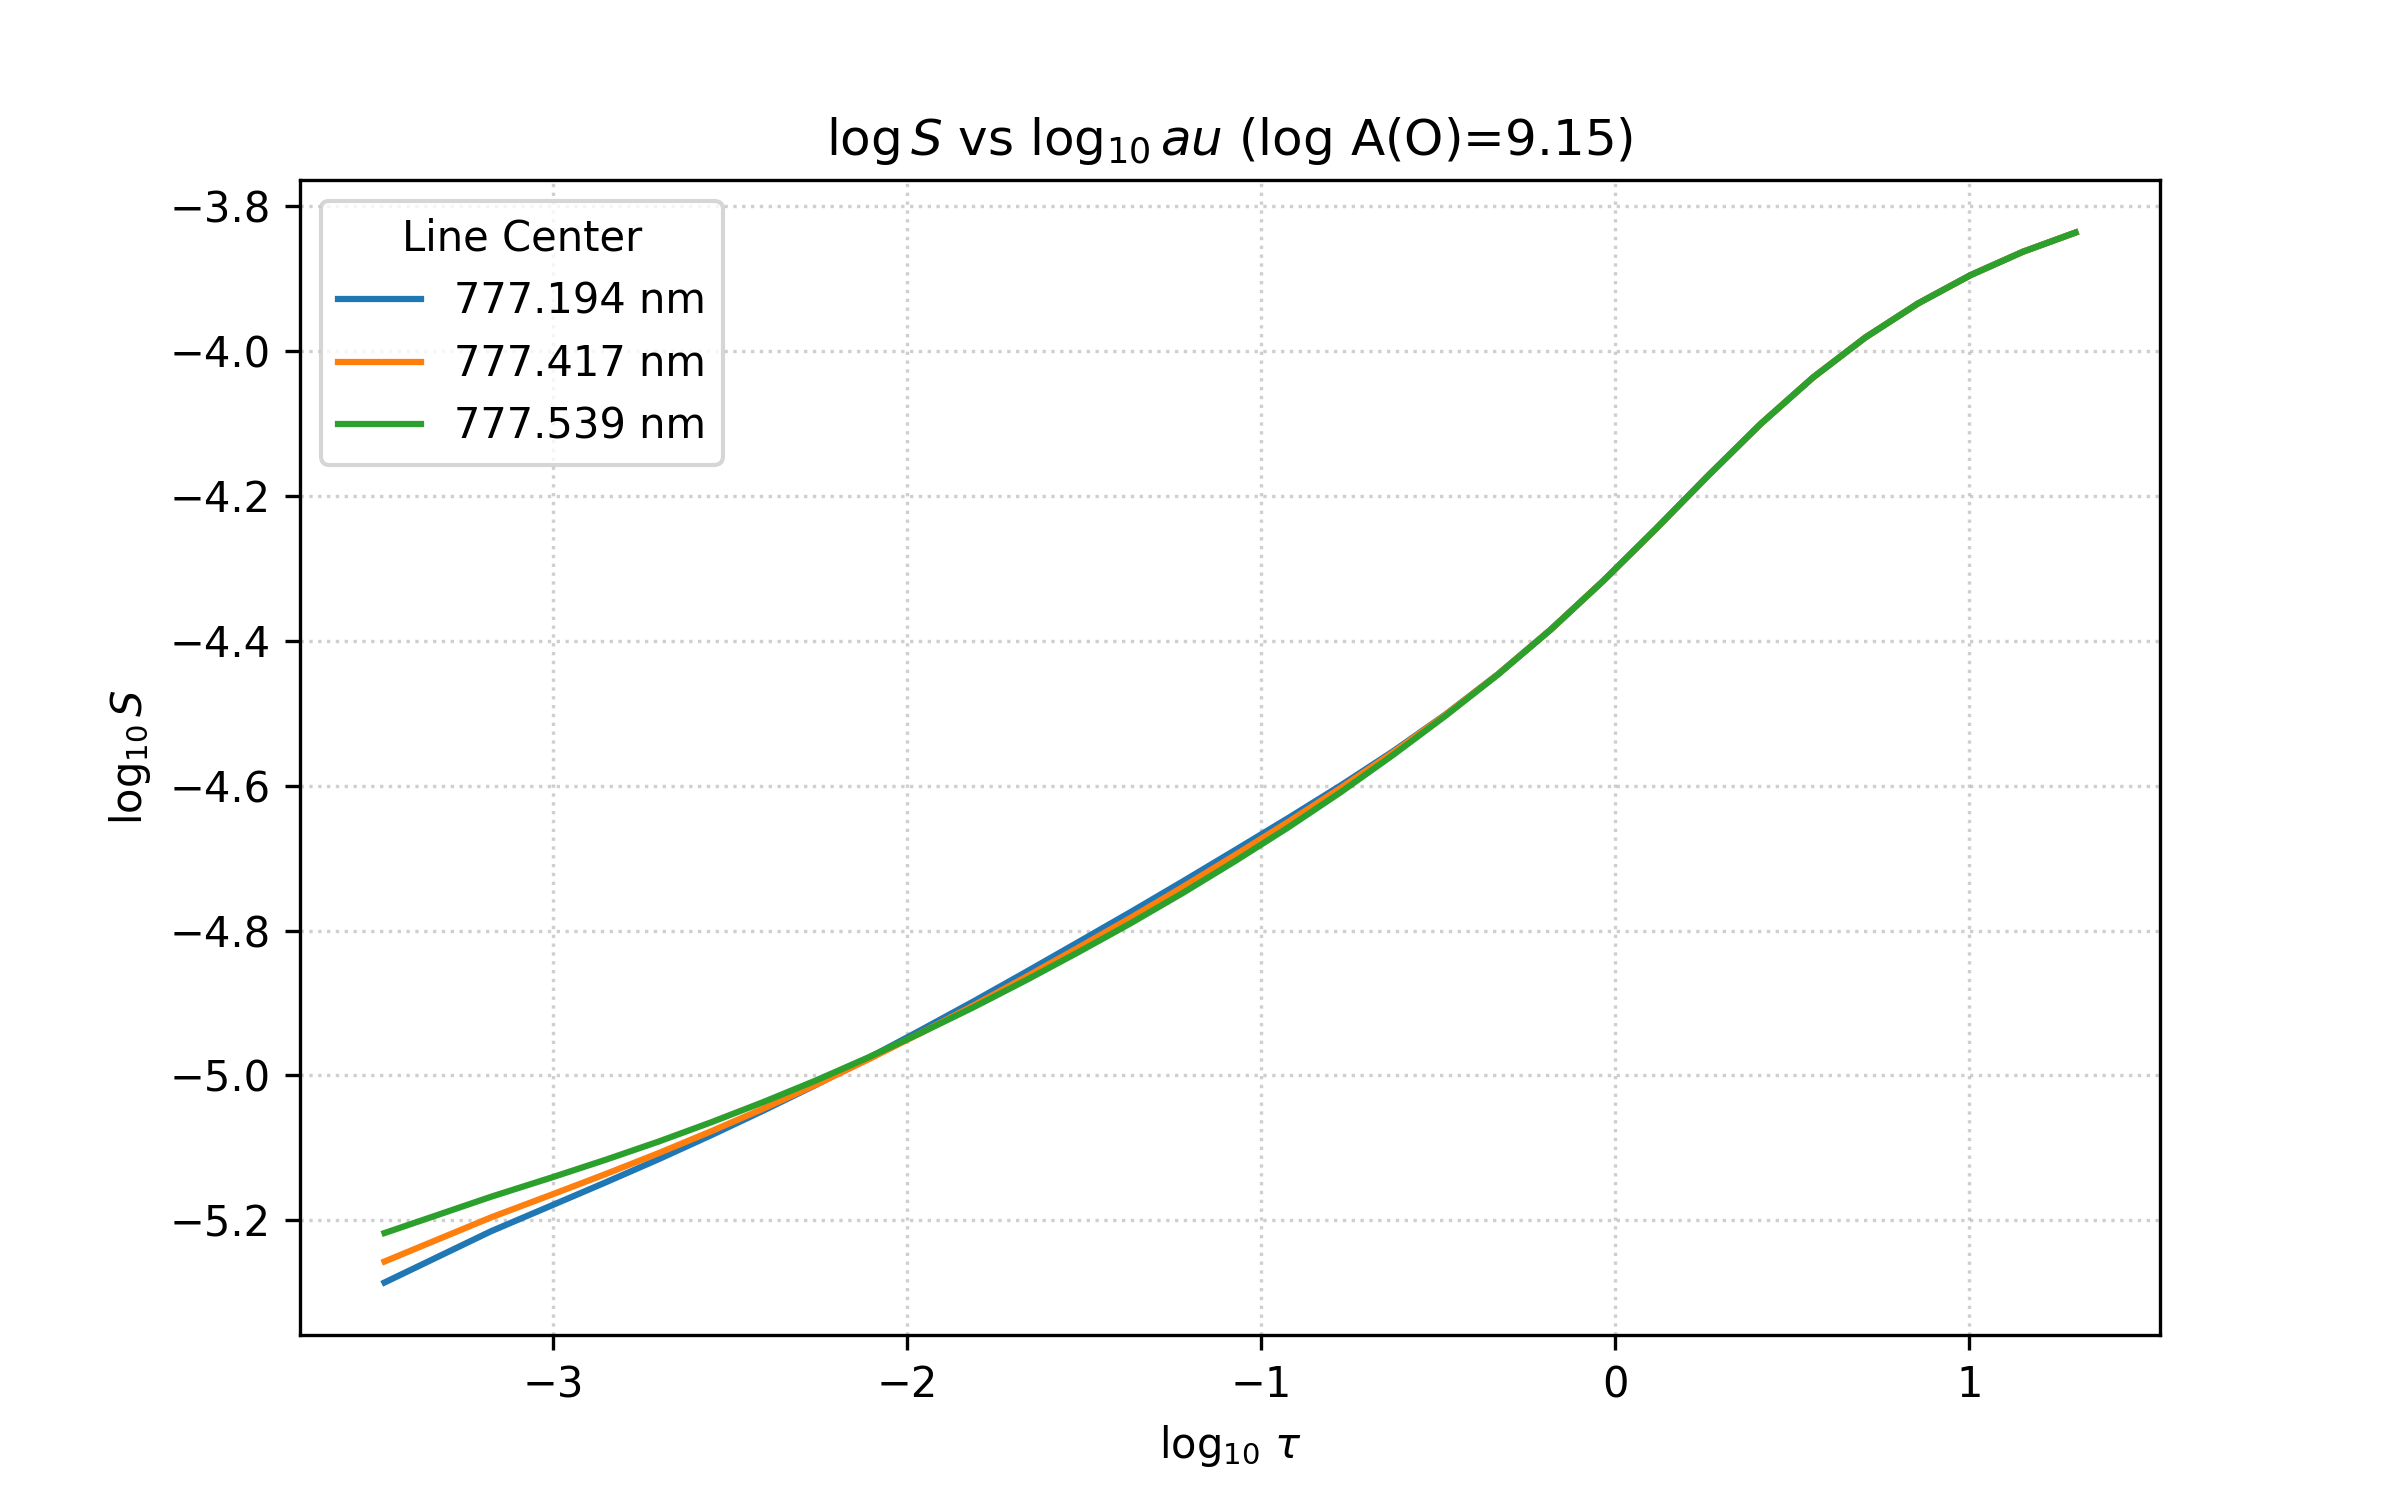 log S vs log₁₀ au (log A(O)=9.15)
Line Center
777.194 nm
777.417 nm
777.539 nm
log₁₀ S
−3.8
−4.0
−4.2
−4.4
−4.6
−4.8
−5.0
−5.2
−3 −2 −1 0 1
log₁₀ τ